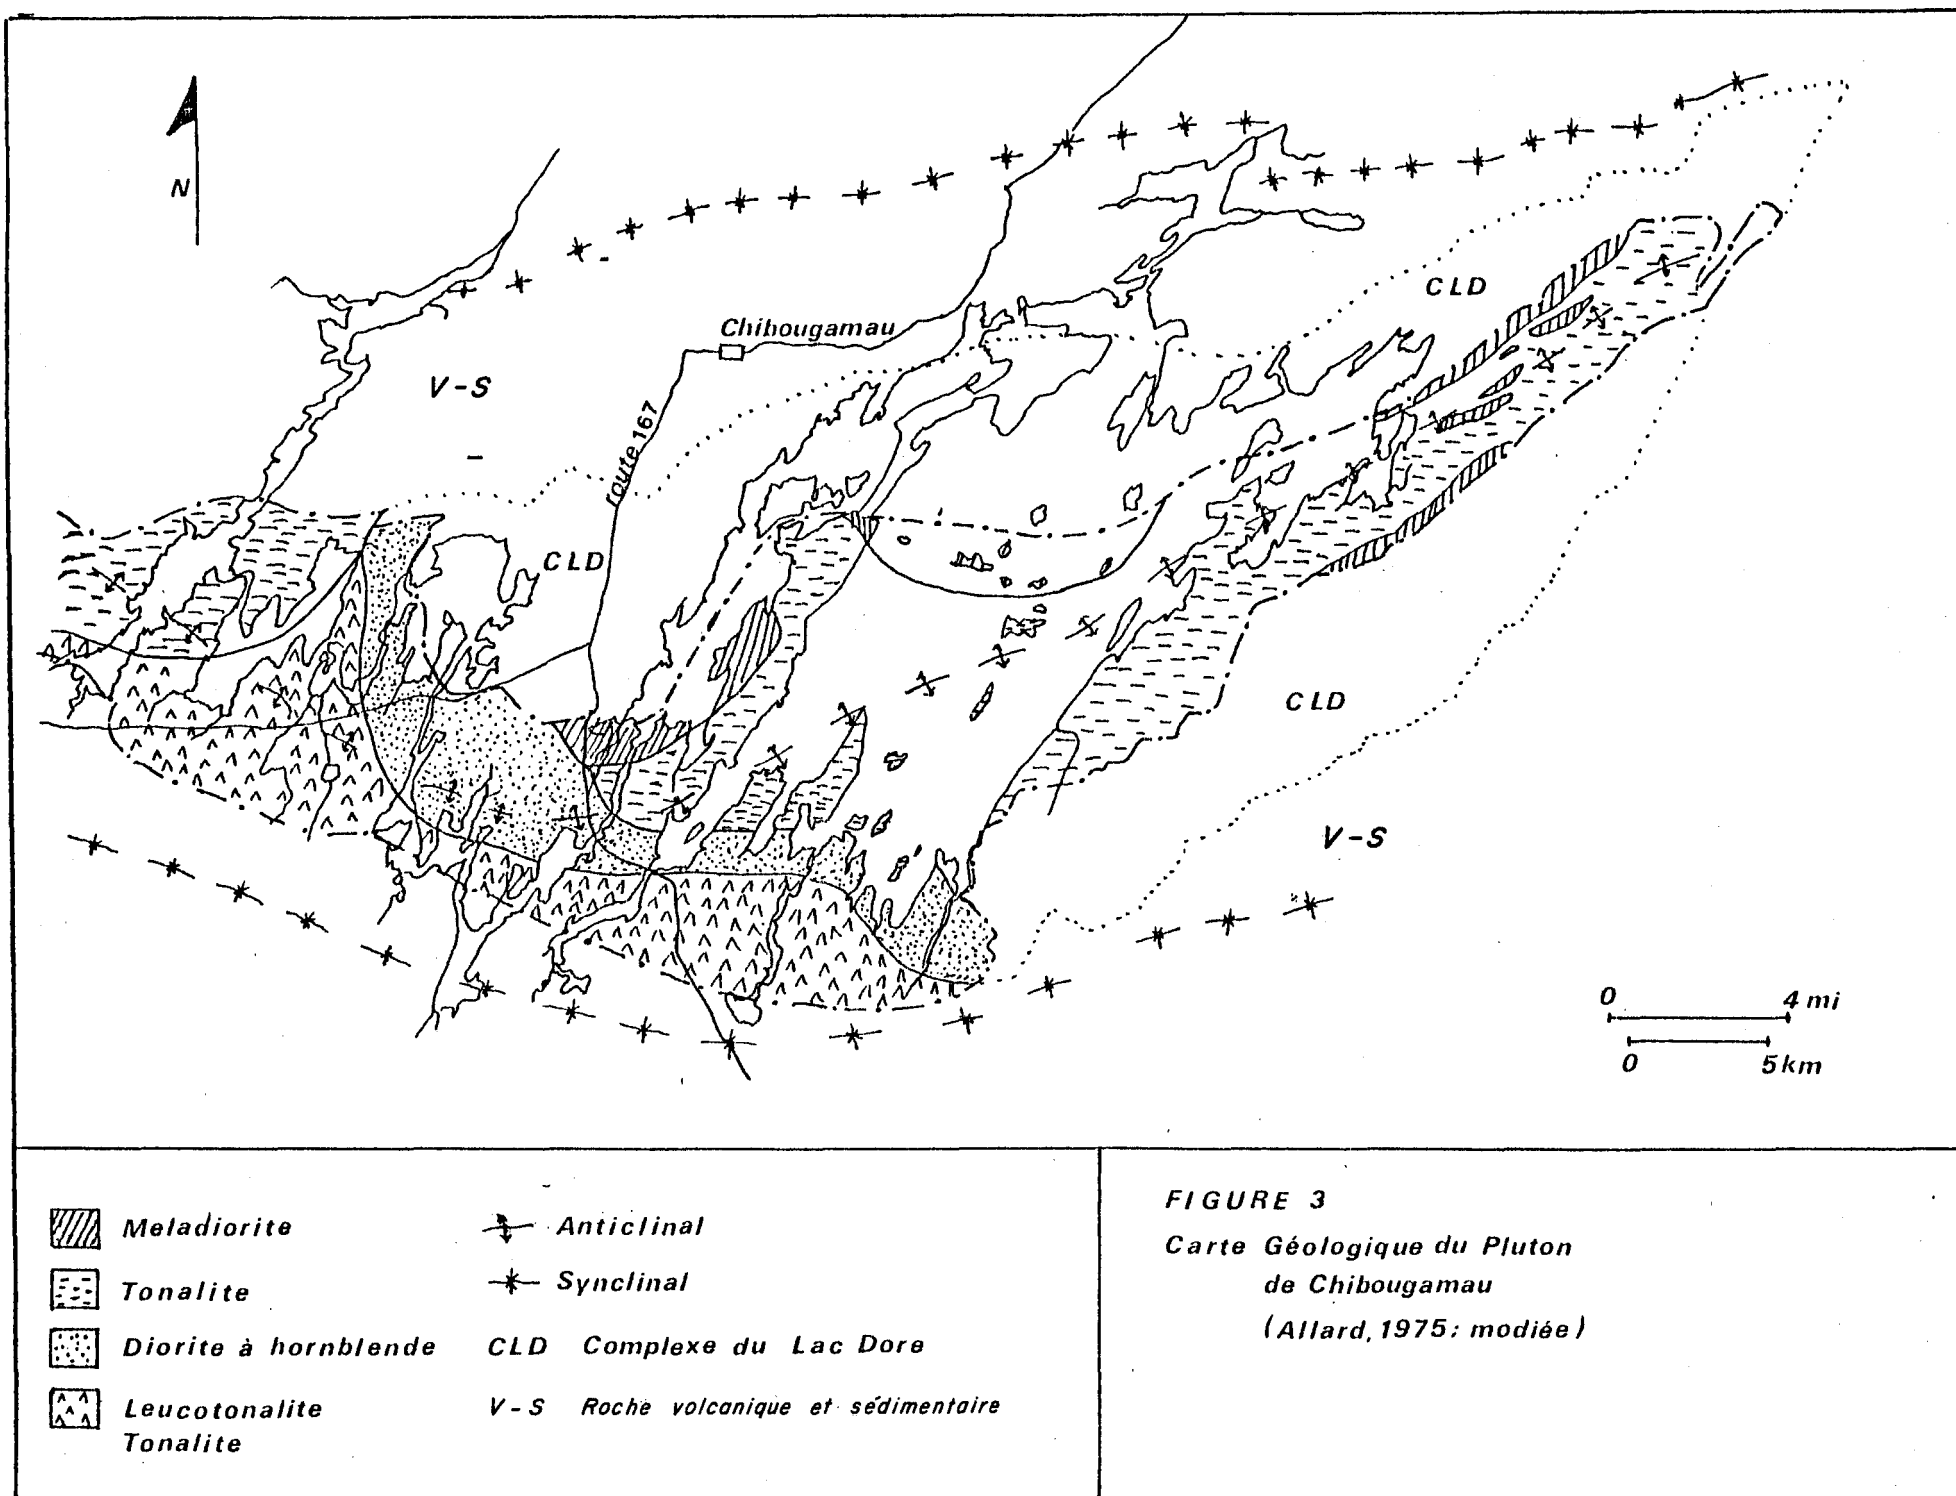 N
Chibougamau
route 167
V-S
CLD
CLD
CLD
V-S
0 4 mi
0 5 km
Meladiorite
Tonalite
Diorite à hornblende
Leucotonalite
Tonalite
Anticlinal
Synclinal
CLD Complexe du Lac Dore
V-S Roche volcanique et sédimentaire
FIGURE 3
Carte Géologique du Pluton
de Chibougamau
(Allard, 1975: modiée)